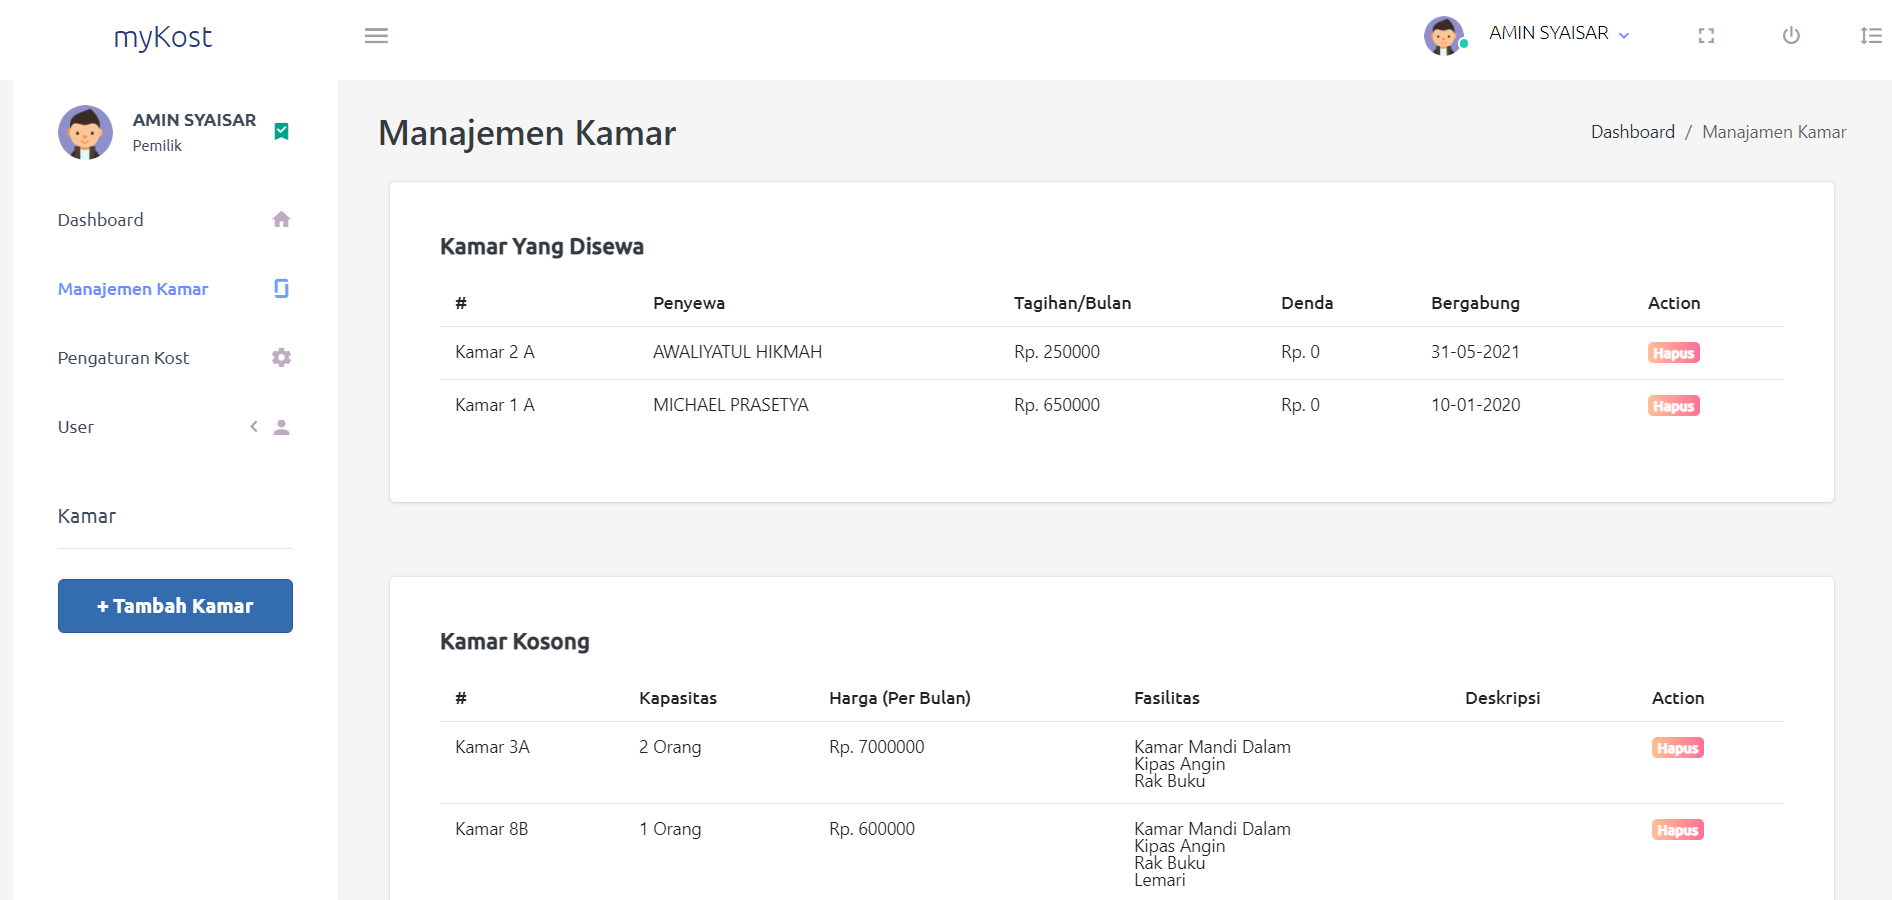 myKost
AMIN SYAISAR
AMIN SYAISAR
Pemilik
Dashboard
Manajemen Kamar
Pengaturan Kost
User
Kamar
+ Tambah Kamar
Manajemen Kamar
Dashboard / Manajamen Kamar
Kamar Yang Disewa
# Penyewa Tagihan/Bulan Denda Bergabung Action
Kamar 2 A AWALIYATUL HIKMAH Rp. 250000 Rp. 0 31-05-2021 Hapus
Kamar 1 A MICHAEL PRASETYA Rp. 650000 Rp. 0 10-01-2020 Hapus
Kamar Kosong
# Kapasitas Harga (Per Bulan) Fasilitas Deskripsi Action
Kamar 3A 2 Orang Rp. 7000000 Kamar Mandi Dalam Hapus
Kipas Angin
Rak Buku
Kamar 8B 1 Orang Rp. 600000 Kamar Mandi Dalam Hapus
Kipas Angin
Rak Buku
Lemari